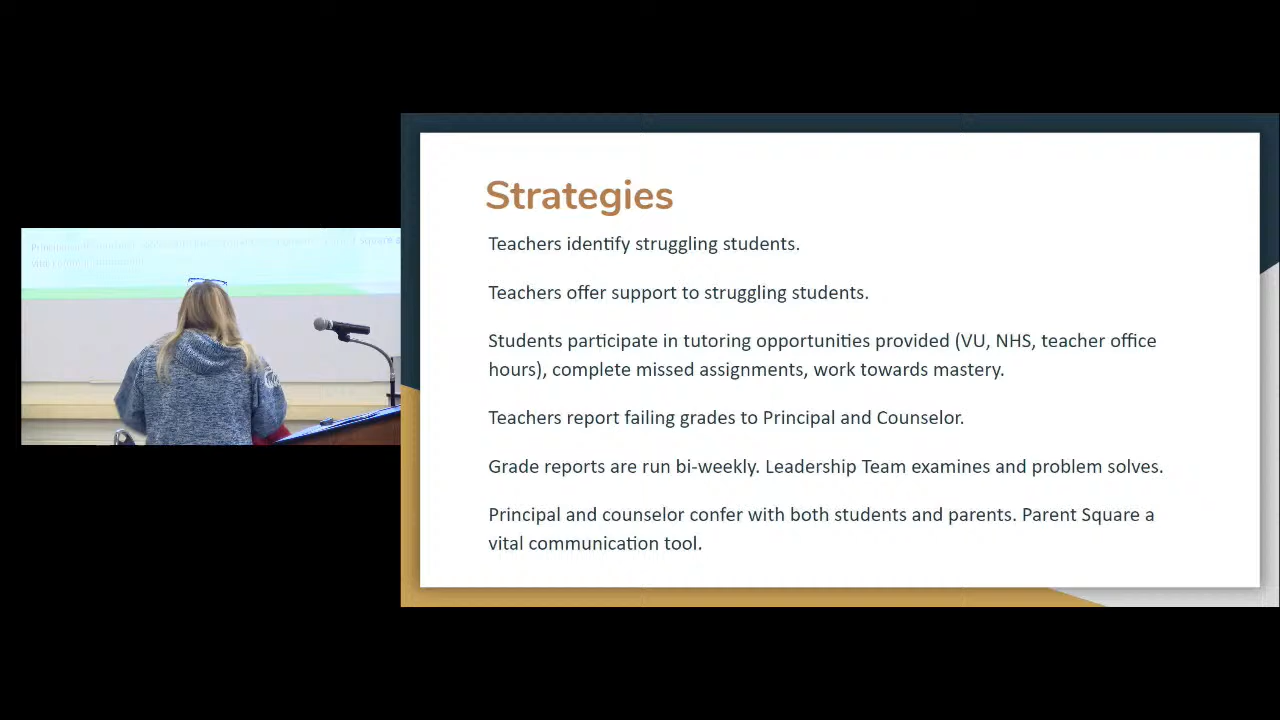 Strategies
Teachers identify struggling students.
Teachers offer support to struggling students.
Students participate in tutoring opportunities provided (VU, NHS, teacher office
hours), complete missed assignments, work towards mastery.
Teachers report failing grades to Principal and Counselor.
Grade reports are run bi-weekly. Leadership Team examines and problem solves.
Principal and counselor confer with both students and parents. Parent Square a
vital communication tool.